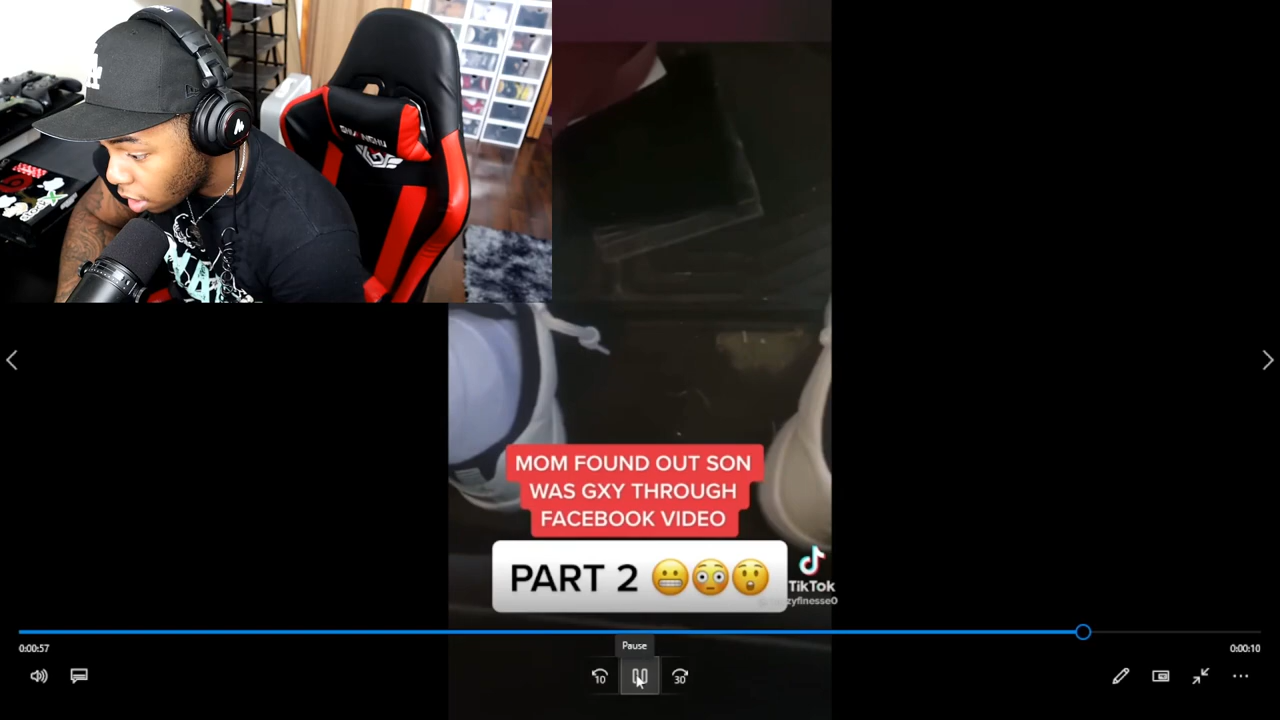 MOM FOUND OUT SON
WAS GXY THROUGH
FACEBOOK VIDEO
PART 2 😬😳😲
TikTok
Pause
0:00:57
0:00:10
10
30